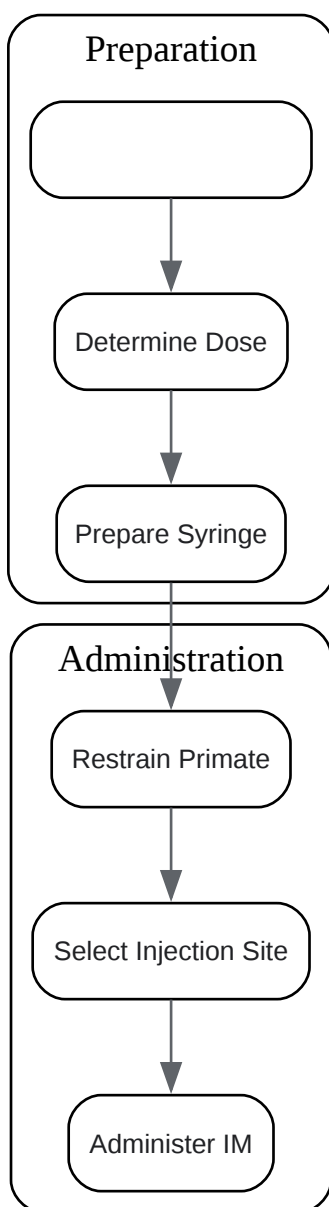 Preparation
Determine Dose
Prepare Syringe
Administration
Restrain Primate
Select Injection Site
Administer IM